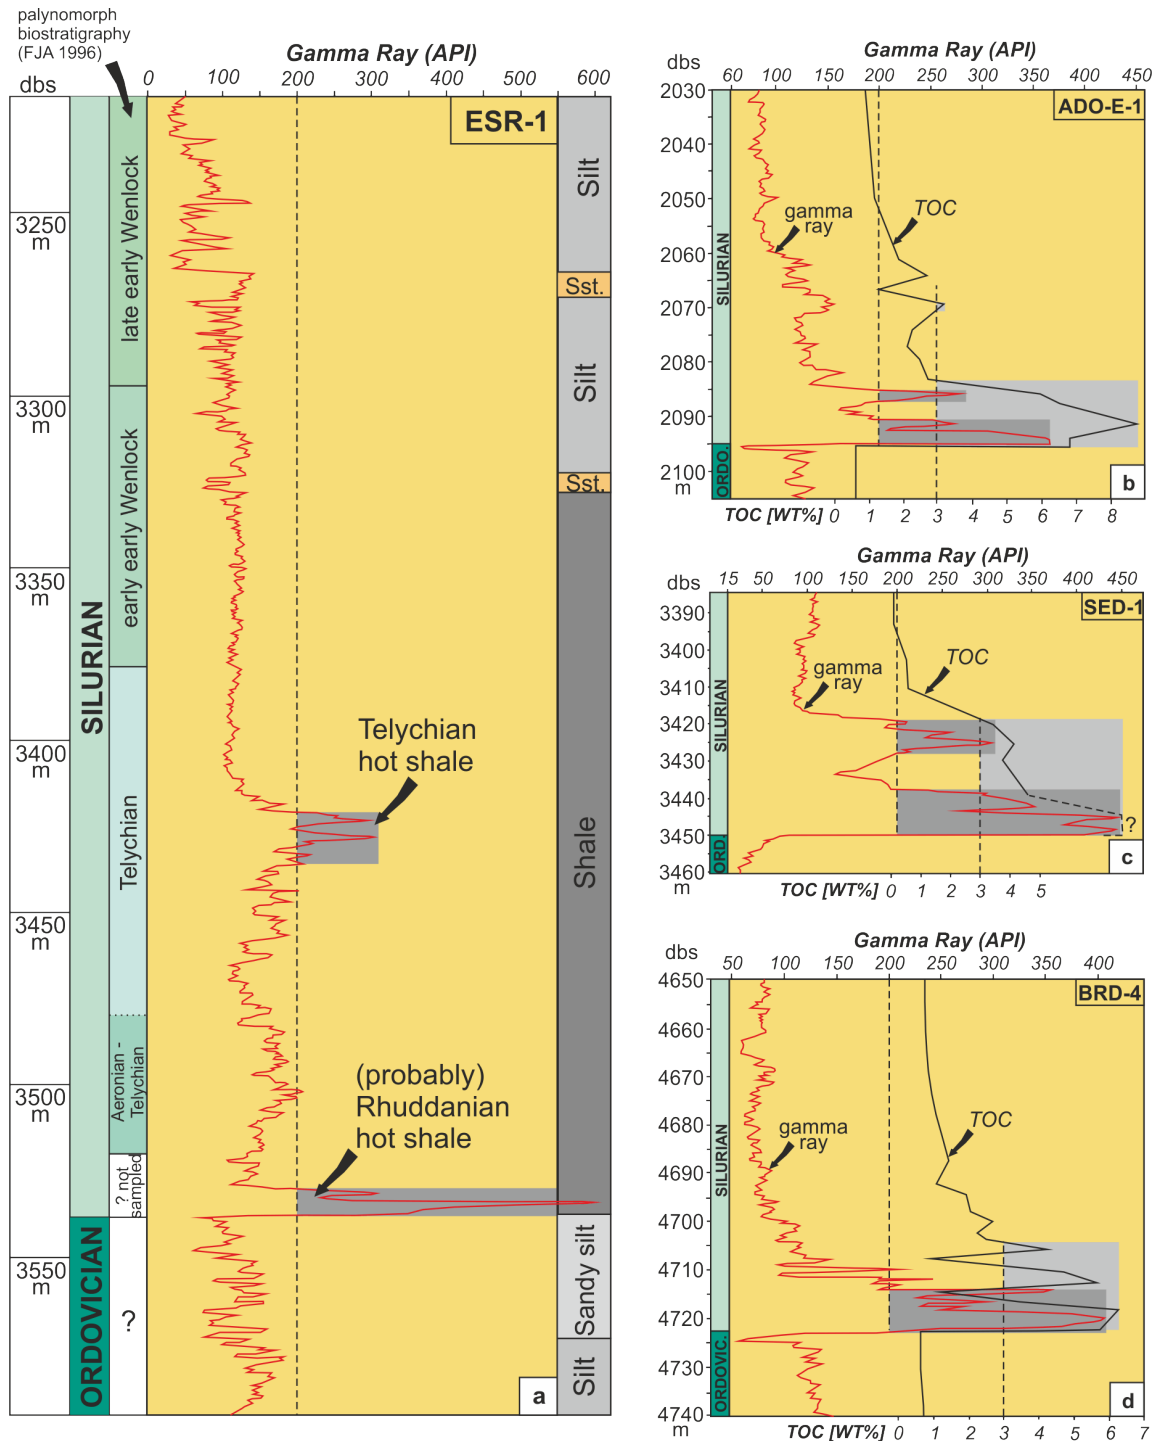 palynomorph
biostratigraphy
(FJA 1996)
dbs
Gamma Ray (API)
0 100 200 300 400 500 600
ESR-1
3250
m
3300
m
3350
m
3400
m
3450
m
3500
m
3550
m
SILURIAN
ORDOVICIAN
late early Wenlock
early early Wenlock
Telychian
Aeronian -
Telychian
? not
sampled
?
Telychian
hot shale
(probably)
Rhuddanian
hot shale
Silt
Sst.
Silt
Sst.
Shale
Sandy silt
Silt
a
Gamma Ray (API)
dbs
60 100 150 200 250 300 350 400 450
ADO-E-1
2030
2040
2050
2060
2070
2080
2090
2100
m
SILURIAN
ORDO.
gamma
ray
TOC
b
TOC [WT%] 0 1 2 3 4 5 6 7 8
Gamma Ray (API)
dbs
15 50 100 150 200 250 300 350 400 450
SED-1
3390
3400
3410
3420
3430
3440
3450
3460
m
SILURIAN
ORD.
gamma
ray
TOC
?
c
TOC [WT%] 0 1 2 3 4 5
Gamma Ray (API)
dbs
50 100 150 200 250 300 350 400
BRD-4
4650
4660
4670
4680
4690
4700
4710
4720
4730
4740
m
SILURIAN
ORDOVIC.
gamma
ray
TOC
d
TOC [WT%] 0 1 2 3 4 5 6 7